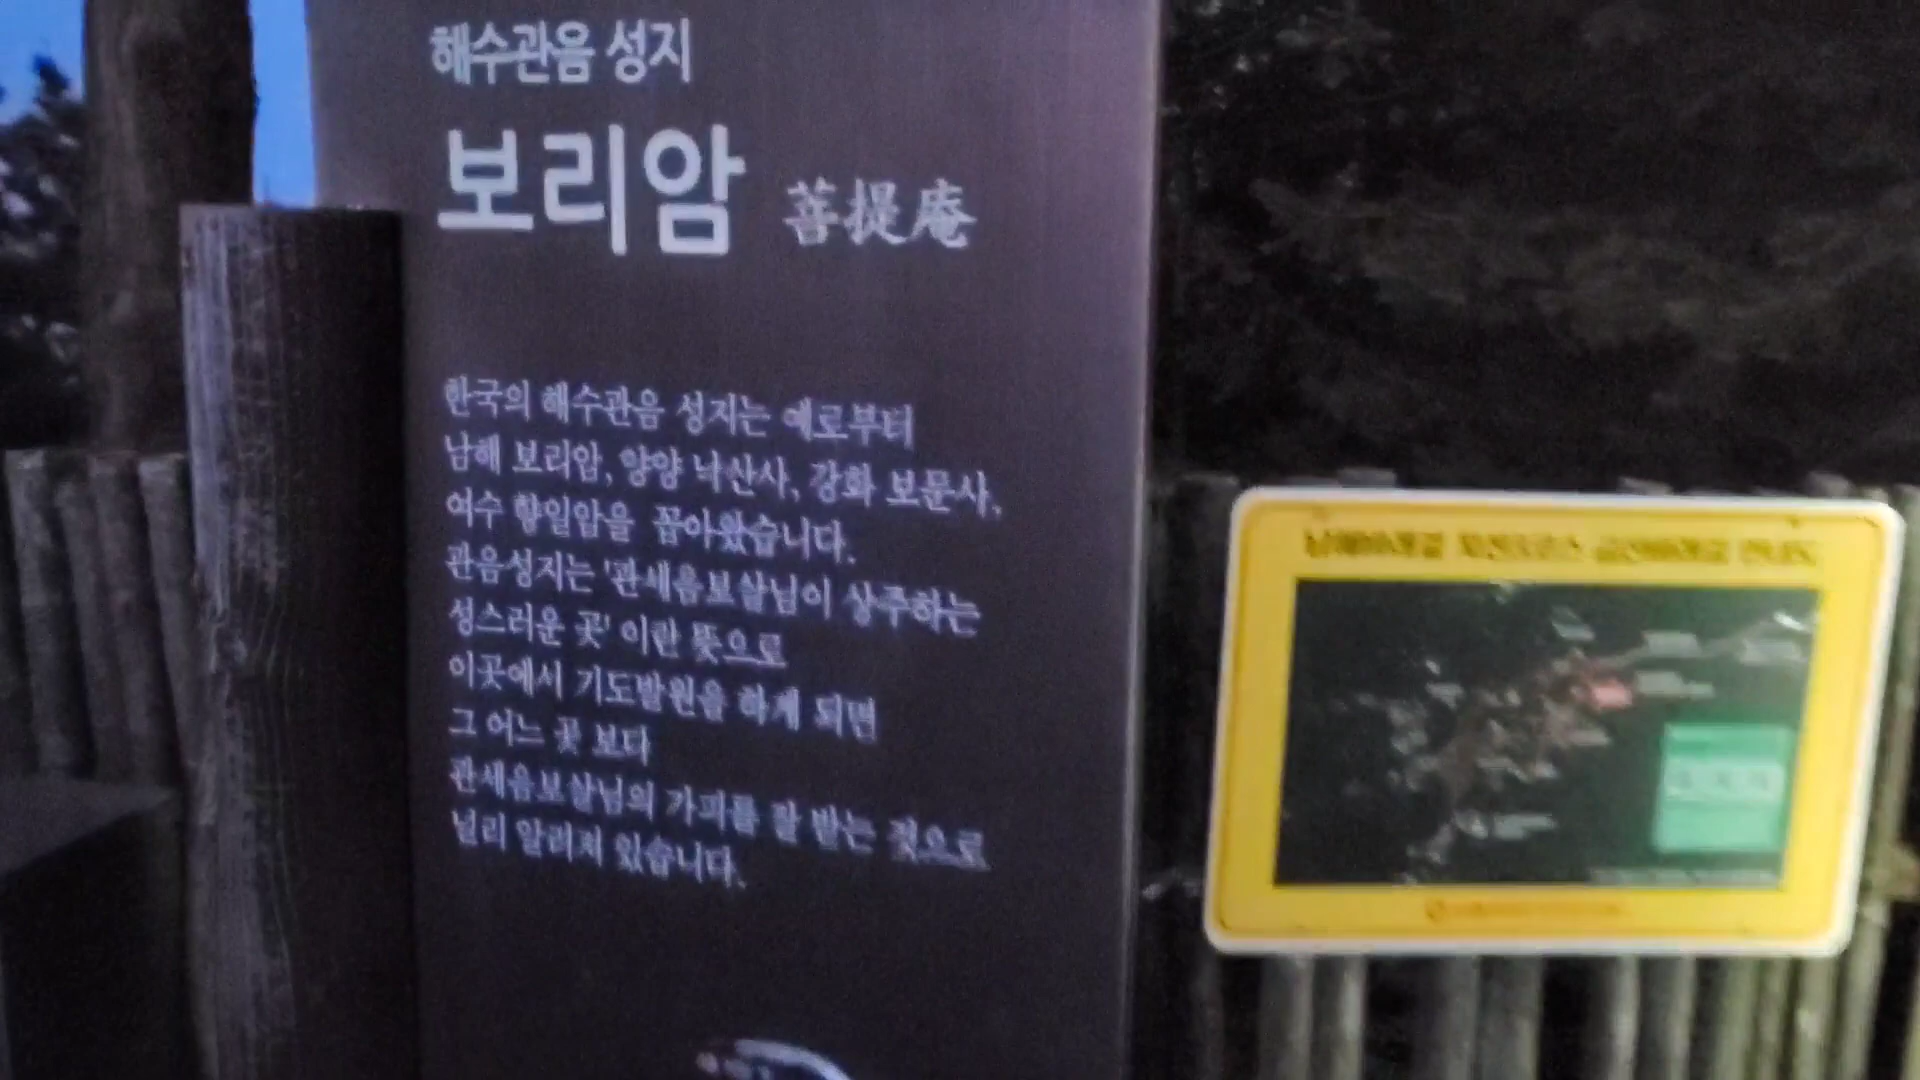 해수관음 성지
보리암 菩提庵
한국의 해수관음 성지는 예로부터
남해 보리암, 양양 낙산사, 강화 보문사,
여수 향일암을 꼽아왔습니다.
관음성지는 '관세음보살님이 상주하는
성스러운 곳' 이란 뜻으로
이곳에서 기도발원을 하게 되면
그 어느 곳 보다
관세음보살님의 가피를 잘 받는 것으로
널리 알려져 있습니다.